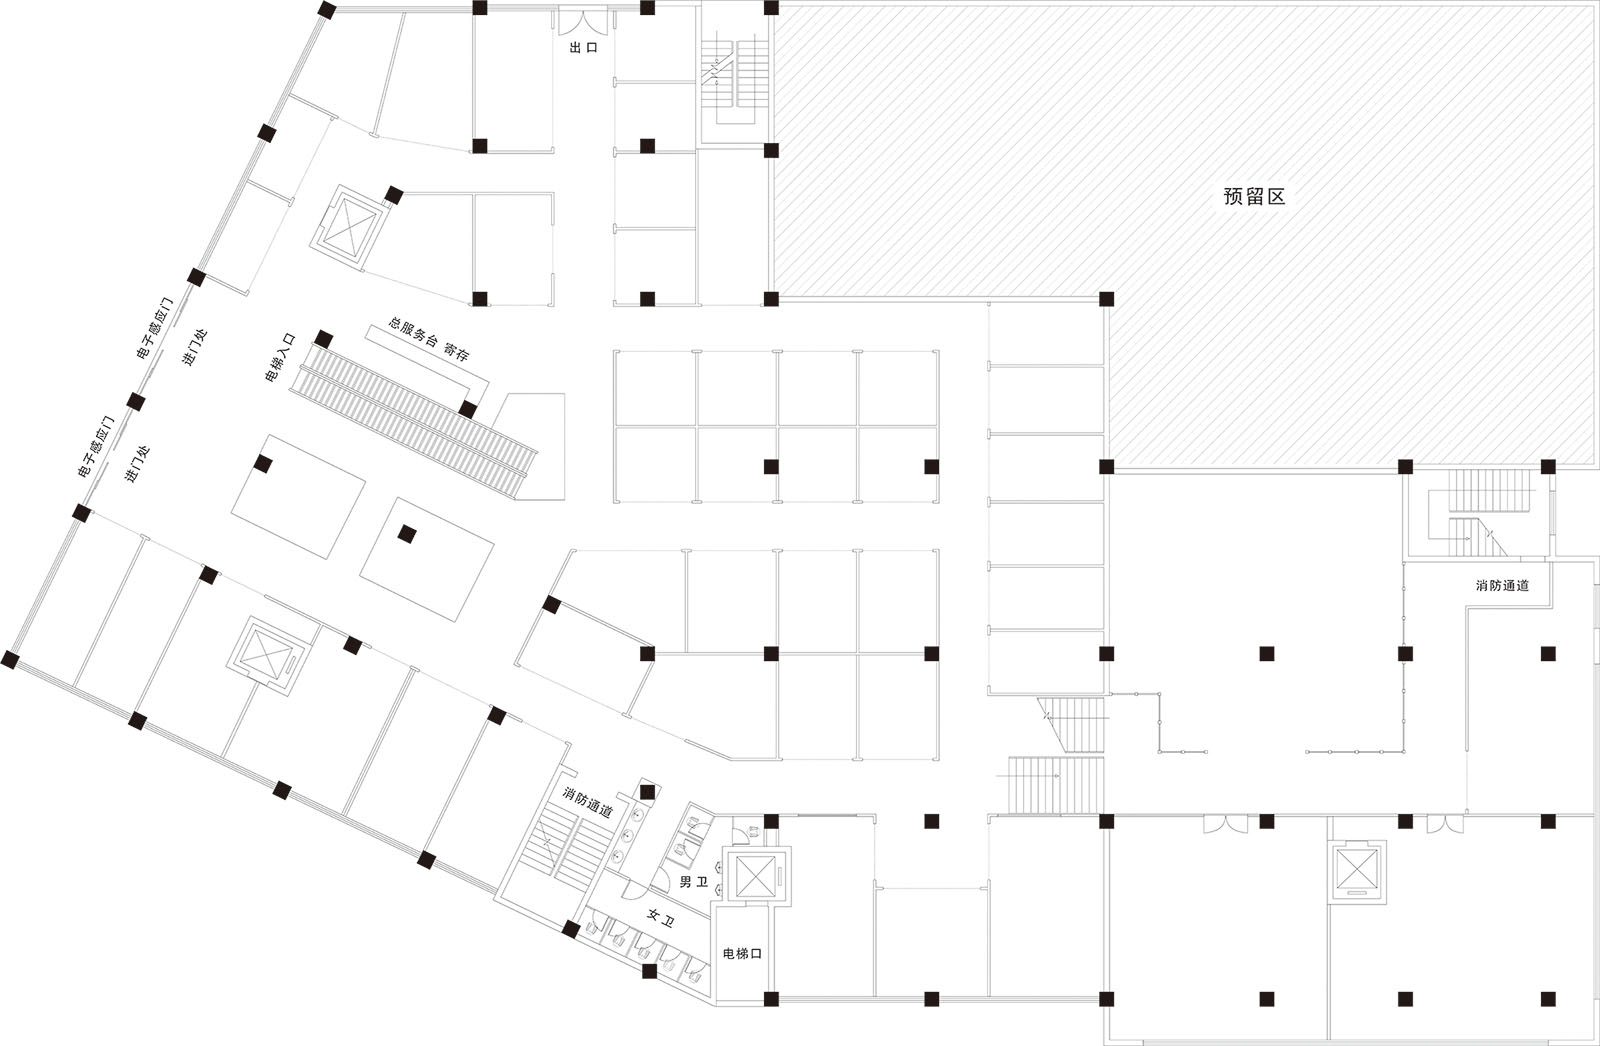 出口
预留区
电子感应门
进门处
总服务台 寄存
电梯入口
电子感应门
进门处
消防通道
消防通道
男卫
女卫
电梯口